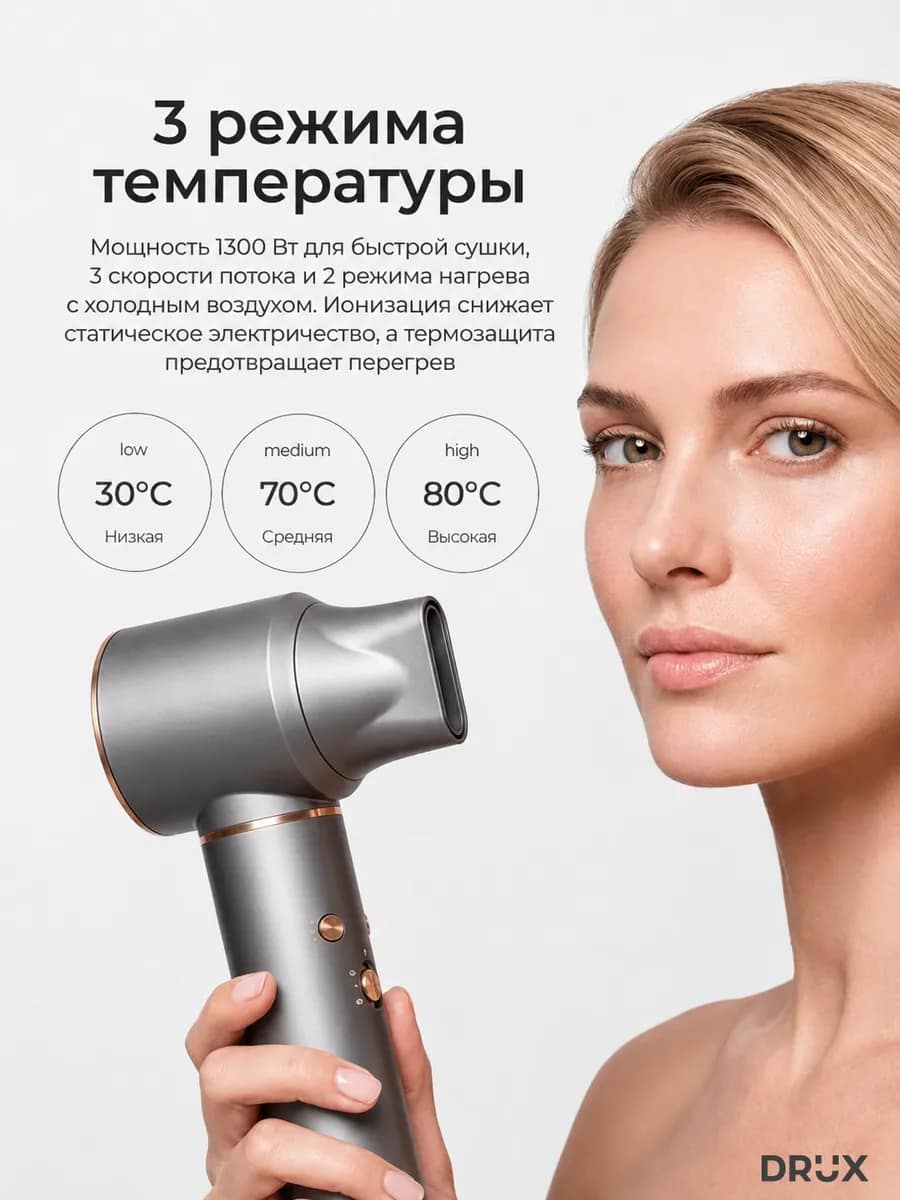 3 режима
температуры
Мощность 1300 Вт для быстрой сушки,
3 скорости потока и 2 режима нагрева
с холодным воздухом. Ионизация снижает
статическое электричество, а термозащита
предотвращает перегрев
low
30°C
Низкая
medium
70°C
Средняя
high
80°C
Высокая
DRUX